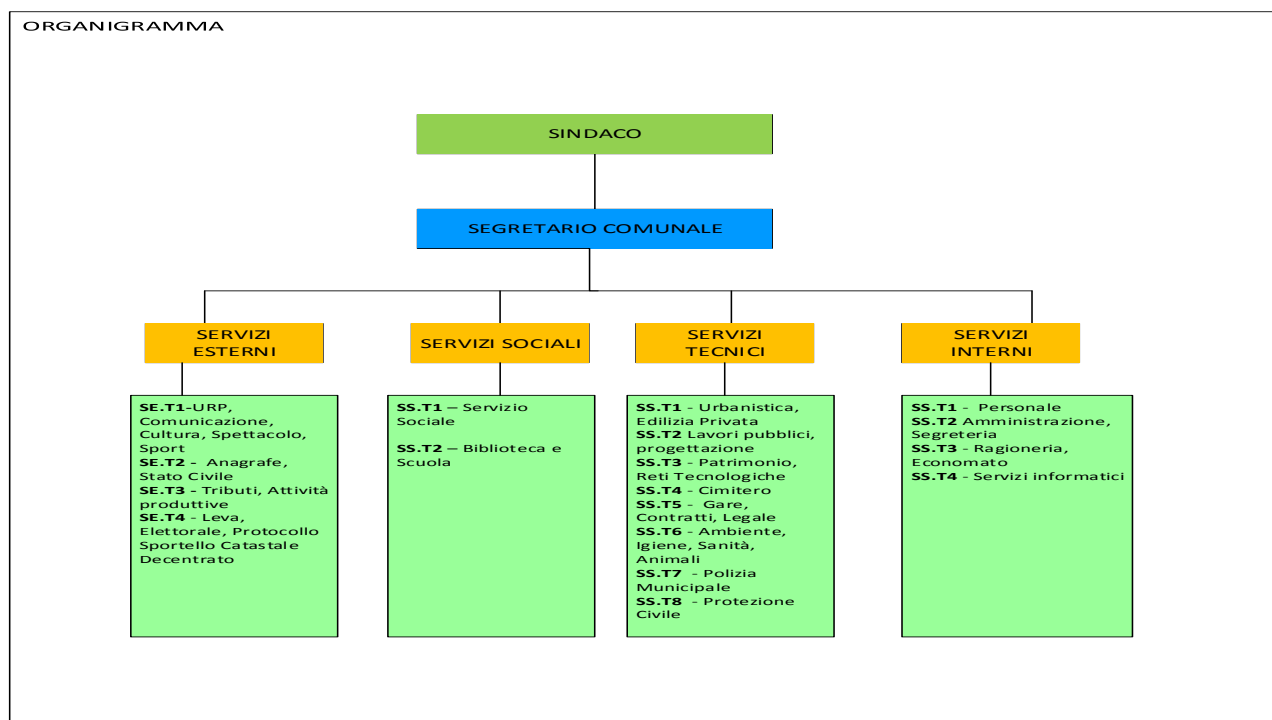 ORGANIGRAMMA
SINDACO
SEGRETARIO COMUNALE
SERVIZI
ESTERNI
SERVIZI SOCIALI
SERVIZI
TECNICI
SERVIZI
INTERNI
SE.T1-URP,
Comunicazione,
Cultura, Spettacolo,
Sport
SE.T2 - Anagrafe,
Stato Civile
SE.T3 - Tributi, Attività
produttive
SE.T4 - Leva,
Elettorale, Protocollo
Sportello Catastale
Decentrato
SS.T1 – Servizio
Sociale
SS.T2 – Biblioteca e
Scuola
SS.T1 - Urbanistica,
Edilizia Privata
SS.T2 Lavori pubblici,
progettazione
SS.T3 - Patrimonio,
Reti Tecnologiche
SS.T4 - Cimitero
SS.T5 - Gare,
Contratti, Legale
SS.T6 - Ambiente,
Igiene, Sanità,
Animali
SS.T7 - Polizia
Municipale
SS.T8 - Protezione
Civile
SS.T1 - Personale
SS.T2 Amministrazione,
Segreteria
SS.T3 - Ragioneria,
Economato
SS.T4 - Servizi informatici